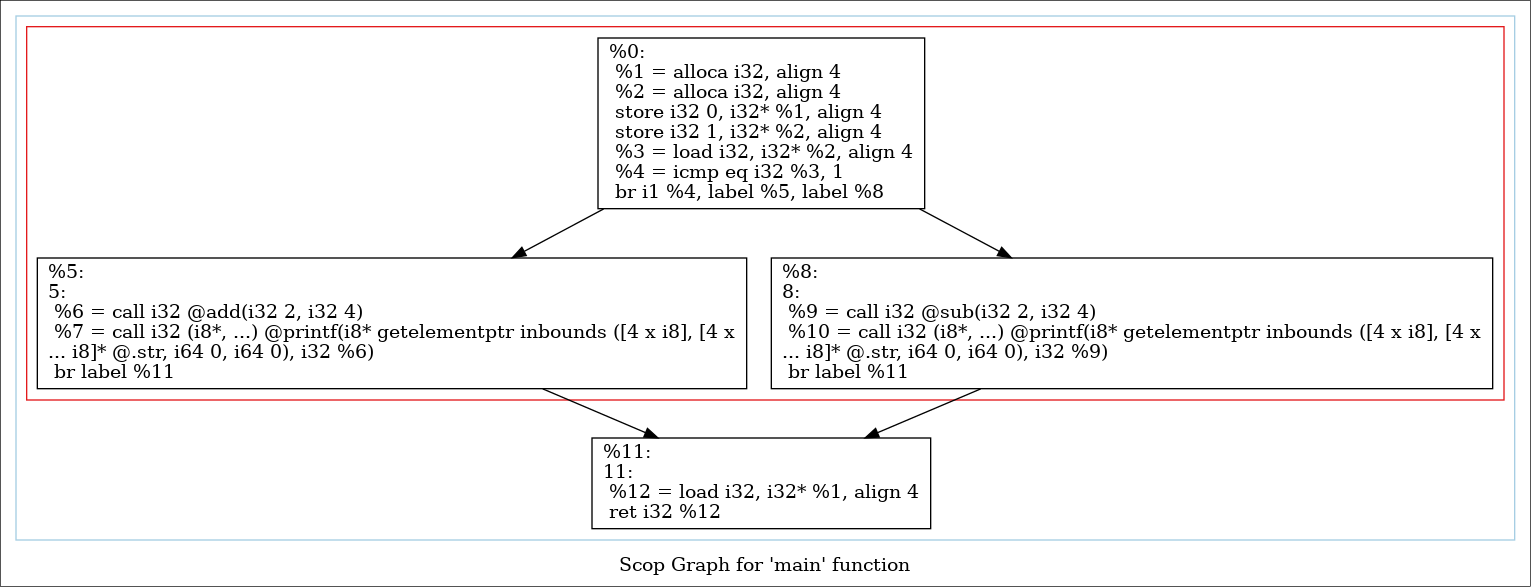 %0:
%1 = alloca i32, align 4
%2 = alloca i32, align 4
store i32 0, i32* %1, align 4
store i32 1, i32* %2, align 4
%3 = load i32, i32* %2, align 4
%4 = icmp eq i32 %3, 1
br i1 %4, label %5, label %8
%5:
5:
%6 = call i32 @add(i32 2, i32 4)
%7 = call i32 (i8*, ...) @printf(i8* getelementptr inbounds ([4 x i8], [4 x
... i8]* @.str, i64 0, i64 0), i32 %6)
br label %11
%8:
8:
%9 = call i32 @sub(i32 2, i32 4)
%10 = call i32 (i8*, ...) @printf(i8* getelementptr inbounds ([4 x i8], [4 x
... i8]* @.str, i64 0, i64 0), i32 %9)
br label %11
%11:
11:
%12 = load i32, i32* %1, align 4
ret i32 %12
Scop Graph for 'main' function